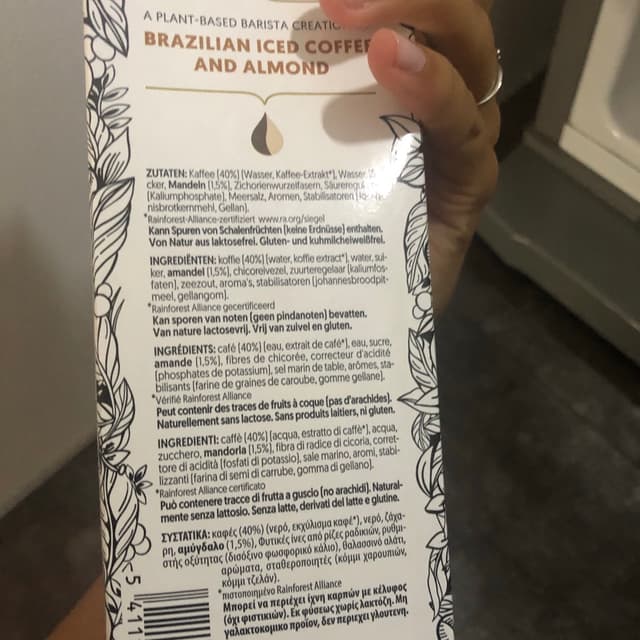 A PLANT-BASED BARISTA
BRAZILIAN ICED COFFEE
AND ALMOND
ZUTATEN: Kaffee (40%) (Wasser, Kaffee-Extrakt*), Wasser,
cker, Mandeln (1,5%), Zichorienwurzelfasern,
(Kaliumphosphate), Meersalz, Aromen, Stabilisatoren
nisbrotkernmehl, Gellan).
*Rainforest-Alliance-zertifiziert www.ra.org/siegel
Kann Spuren von Schalenfrüchten (keine Erdnüsse) enthalten.
Von Natur aus laktosefrei. Gluten- und kuhmilcheiweißfrei.
INGREDIËNTEN: koffie (40%) (water, koffie extract*), water, sui-
ker, amandel (1,5%), chicoreivezel, zuurteregelaar (kaliumfos-
faten), zeezout, aroma's, stabilisatoren (johannesbroodpit-
meel, gellangom).
*Rainforest Alliance gecertificeerd
Kan sporen van noten (geen pindanoten) bevatten.
Van nature lactosevrij. Vrij van zuivel en gluten.
INGRÉDIENTS: café (40%) (eau, extrait de café*), eau, sucre,
amande (1,5%), fibres de chicorée, correcteur d'acidité
(phosphates de potassium), sel marin de table, arômes, sta-
bilisants (farine de graines de caroube, gomme gellane).
*Vérifié Rainforest Alliance
Peut contenir des traces de fruits à coque (pas d'arachides).
Naturellement sans lactose. Sans produits laitiers, ni gluten.
INGREDIENTI: caffè (40%) (acqua, estratto di caffè*), acqua,
zucchero, mandorla (1,5%), fibra di radice di cicoria, corret-
tore di acidità (fosfati di potassio), sale marino, aromi, stabi-
lizzanti (farina di semi di carrube, gomma di gellano).
*Rainforest Alliance certificato
Può contenere tracce di frutta a guscio (no arachidi). Natural-
mente senza lattosio. Senza latte, derivati del latte e glutine.
ΣΥΣΤΑΤΙΚΑ: καφές (40%) (νερό, εκχύλισμα καφέ*), νερό, ζάχα-
ρη, αμύγδαλο (1,5%), Φυτικές ίνες από ρίζες ραδικιών, ρυθμι-
στής οξύτητας (δισόξινο φωσφορικό κάλιο), θαλασσινό αλάτι,
αρώματα, σταθεροποιητές (κόμμι χαρουπιών,
κόμμι τζελάν).
*πιστοποιημένο Rainforest Alliance
Μπορεί να περιέχει ίχνη καρπών με κέλυφος
(όχι φιστικιών). Εκ φύσεως χωρίς λακτόζη. Μη
γαλακτοκομικο προϊον, δεν περιεχει γλουτενη.
5 411